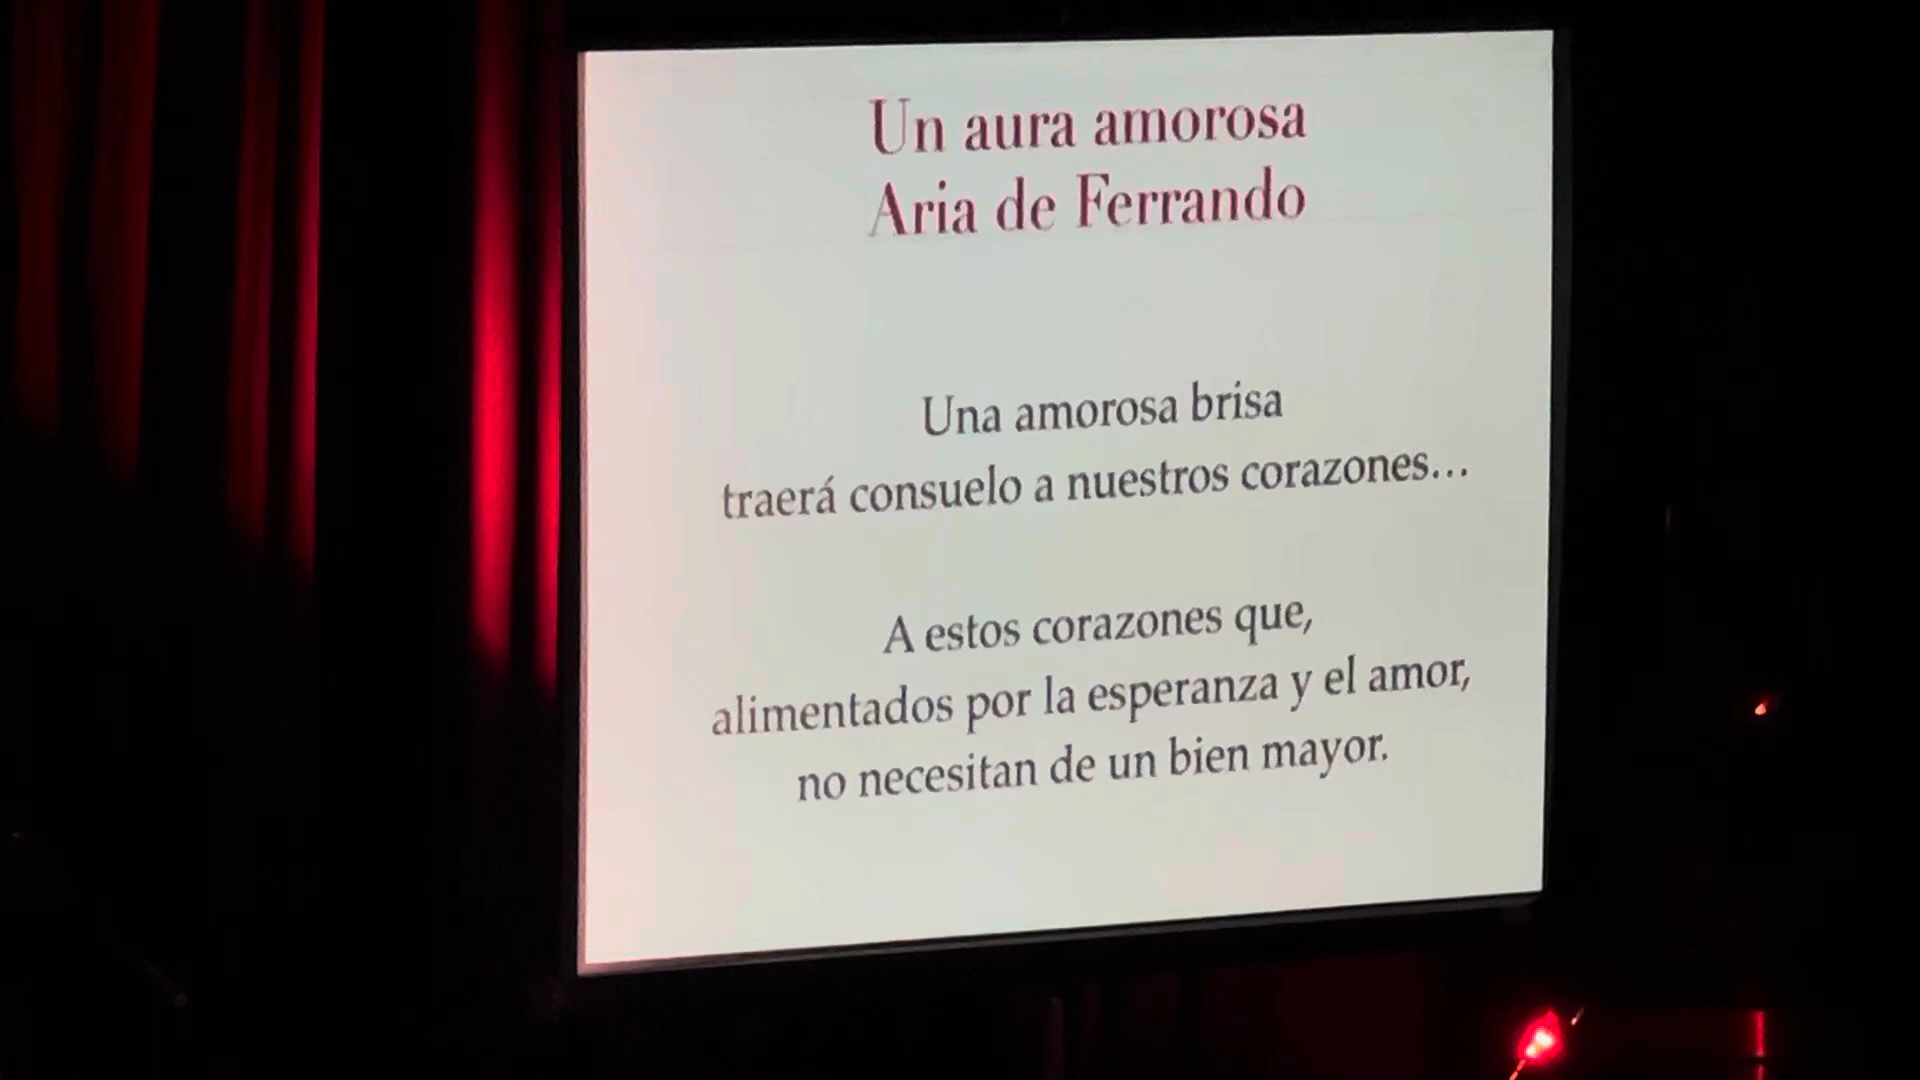 Un aura amorosa
Aria de Ferrando
Una amorosa brisa
traerá consuelo a nuestros corazones...
A estos corazones que,
alimentados por la esperanza y el amor,
no necesitan de un bien mayor.